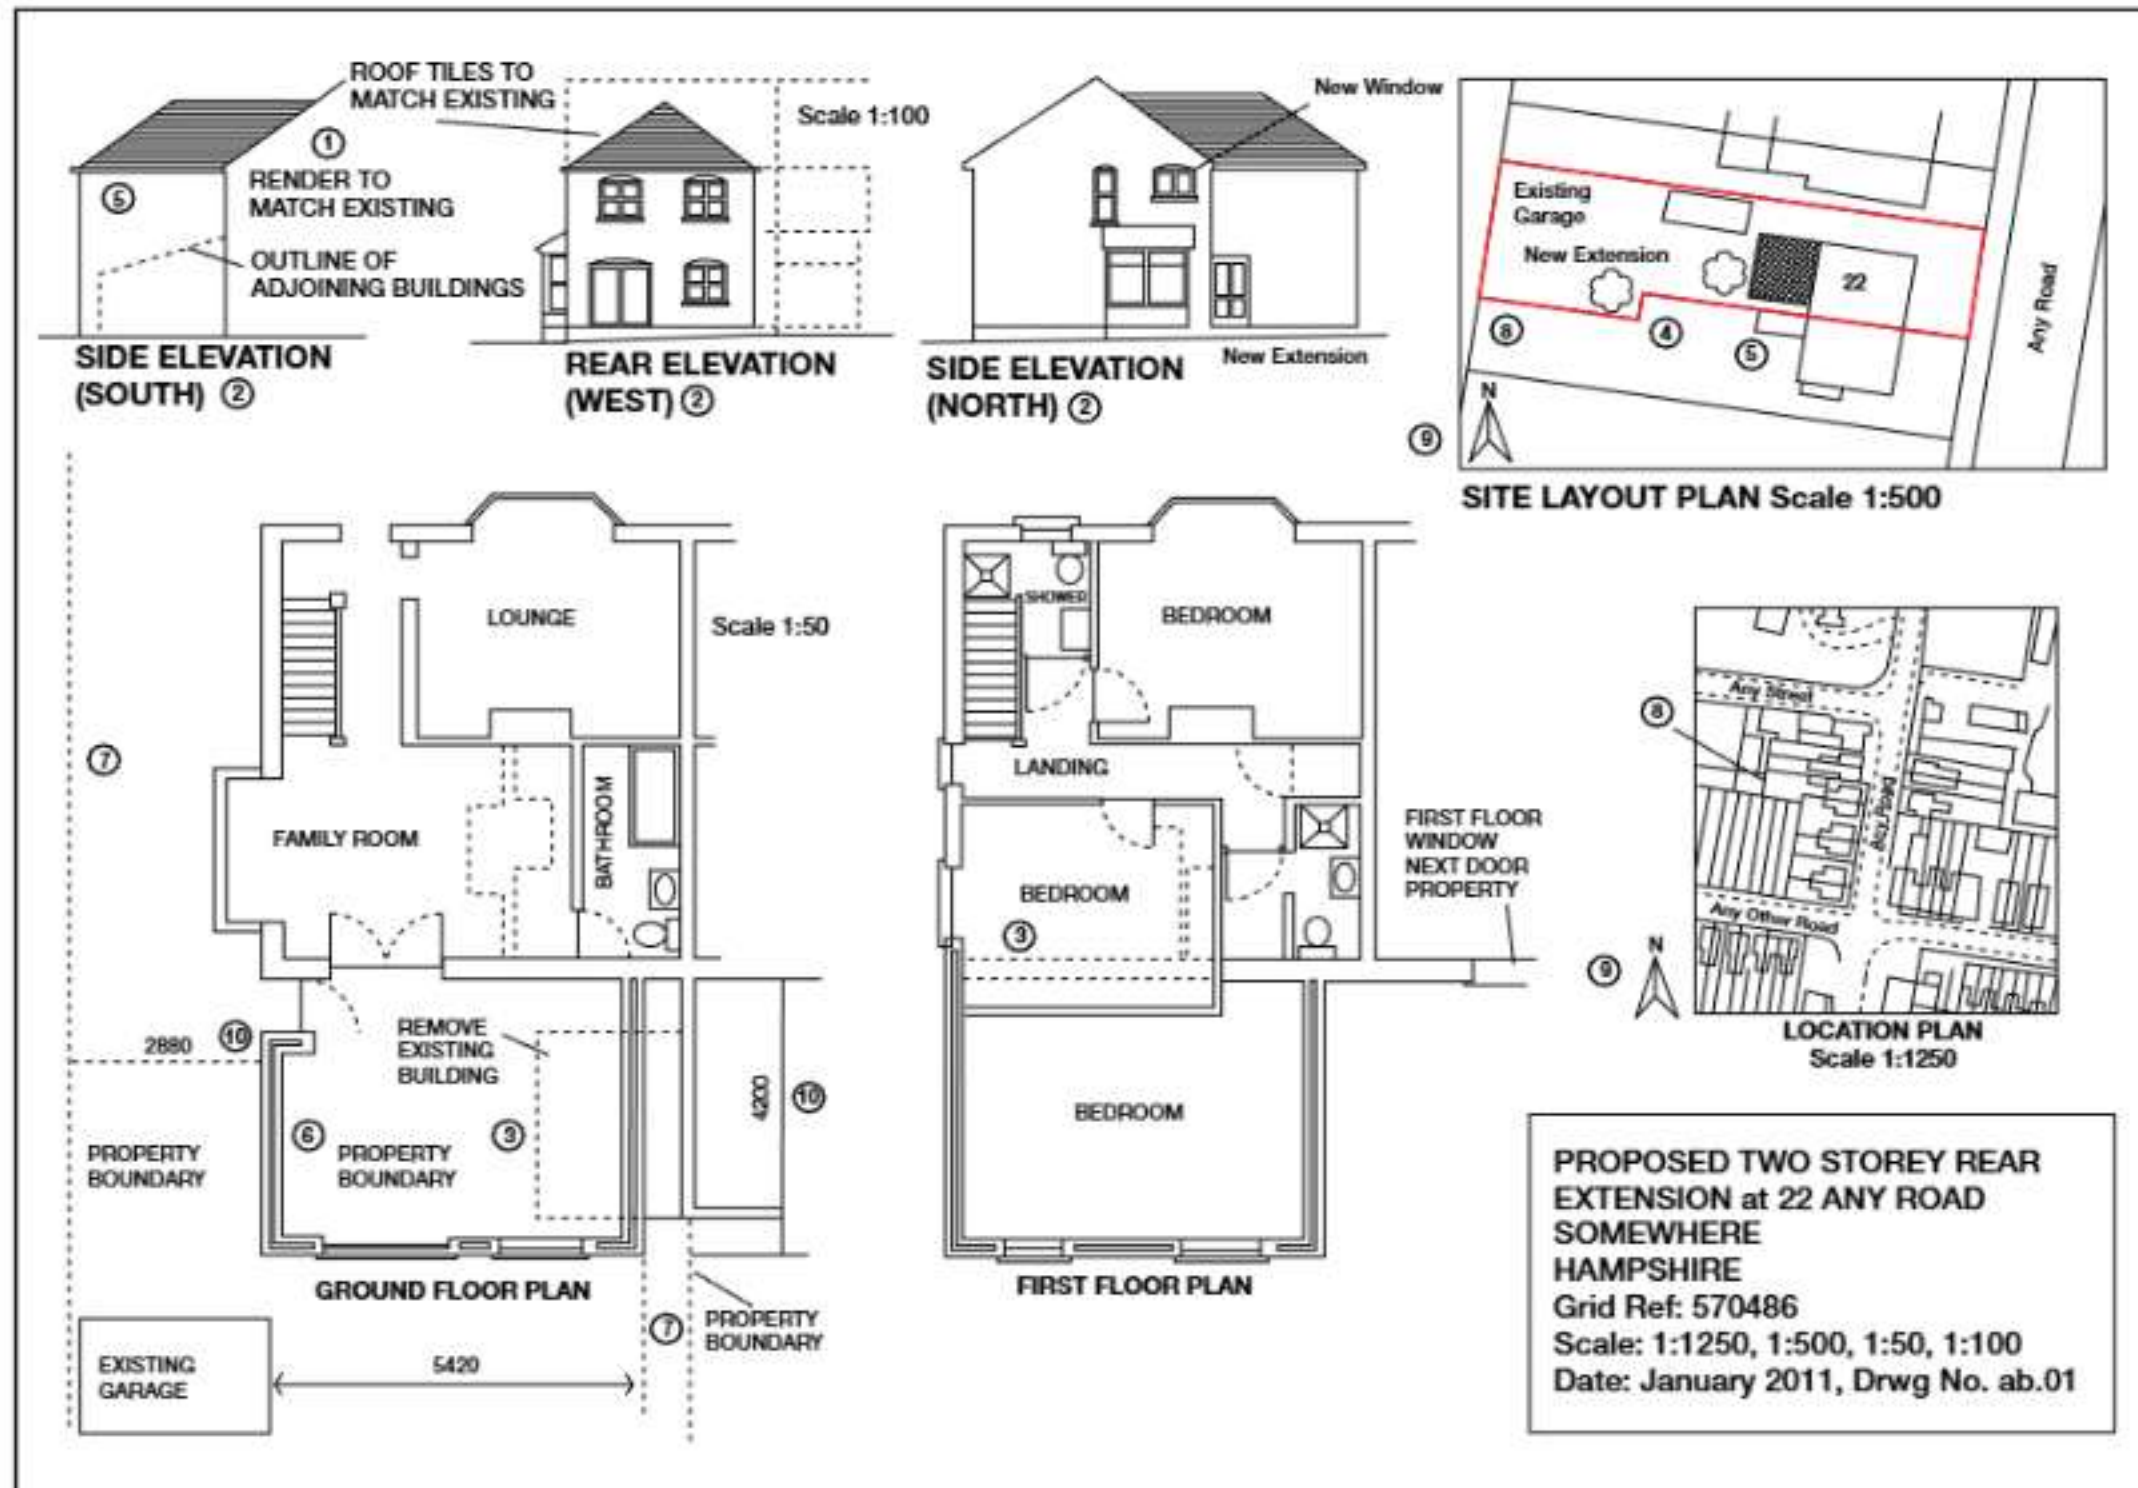 ROOF TILES TO
MATCH EXISTING
1
RENDER TO
MATCH EXISTING
5
OUTLINE OF
ADJOINING BUILDINGS
SIDE ELEVATION
(SOUTH) 2
Scale 1:100
REAR ELEVATION
(WEST) 2
New Window
New Extension
SIDE ELEVATION
(NORTH) 2
Existing
Garage
New Extension
22
8
4
5
Any Road
N
9
SITE LAYOUT PLAN Scale 1:500
LOUNGE
Scale 1:50
7
FAMILY ROOM
BATHROOM
2880
10
REMOVE
EXISTING
BUILDING
4200
10
6
3
PROPERTY
BOUNDARY
PROPERTY
BOUNDARY
GROUND FLOOR PLAN
7
PROPERTY
BOUNDARY
EXISTING
GARAGE
5420
SHOWER
BEDROOM
LANDING
BEDROOM
3
FIRST FLOOR
WINDOW
NEXT DOOR
PROPERTY
BEDROOM
FIRST FLOOR PLAN
Any Street
8
Any Other Road
N
9
LOCATION PLAN
Scale 1:1250
PROPOSED TWO STOREY REAR
EXTENSION at 22 ANY ROAD
SOMEWHERE
HAMPSHIRE
Grid Ref: 570486
Scale: 1:1250, 1:500, 1:50, 1:100
Date: January 2011, Drwg No. ab.01